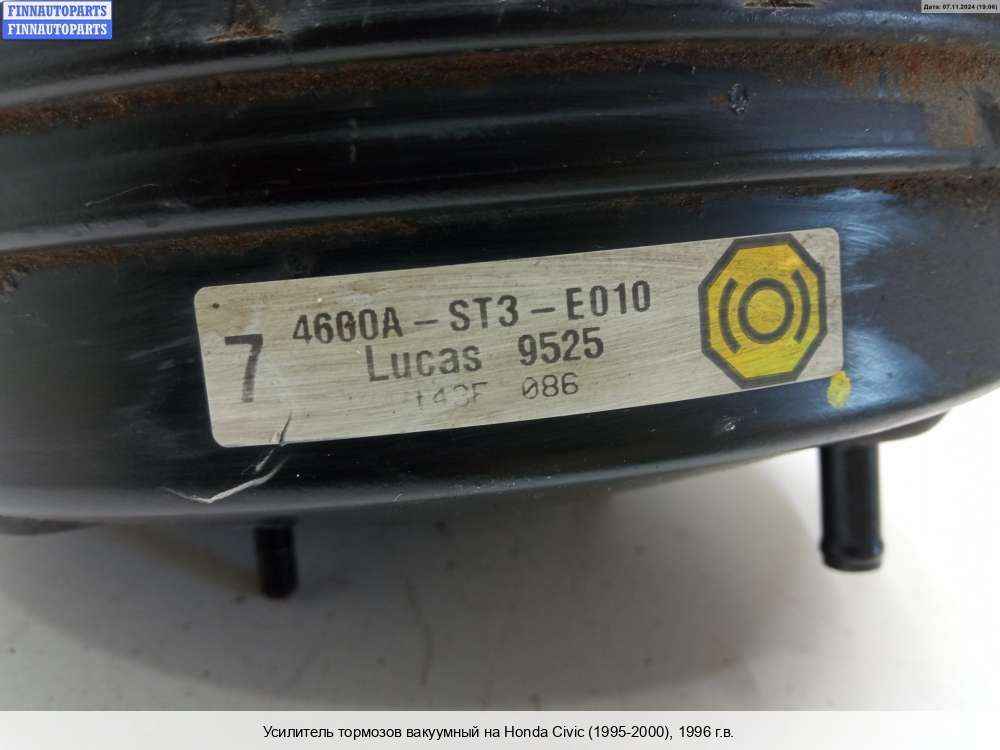 FINNAUTOPARTS
FINNAUTOPARTS
Дата: 07.11.2024 (19:06)
4600A-ST3-E010
7
Lucas 9525
086
Усилитель тормозов вакуумный на Honda Civic (1995-2000), 1996 г.в.